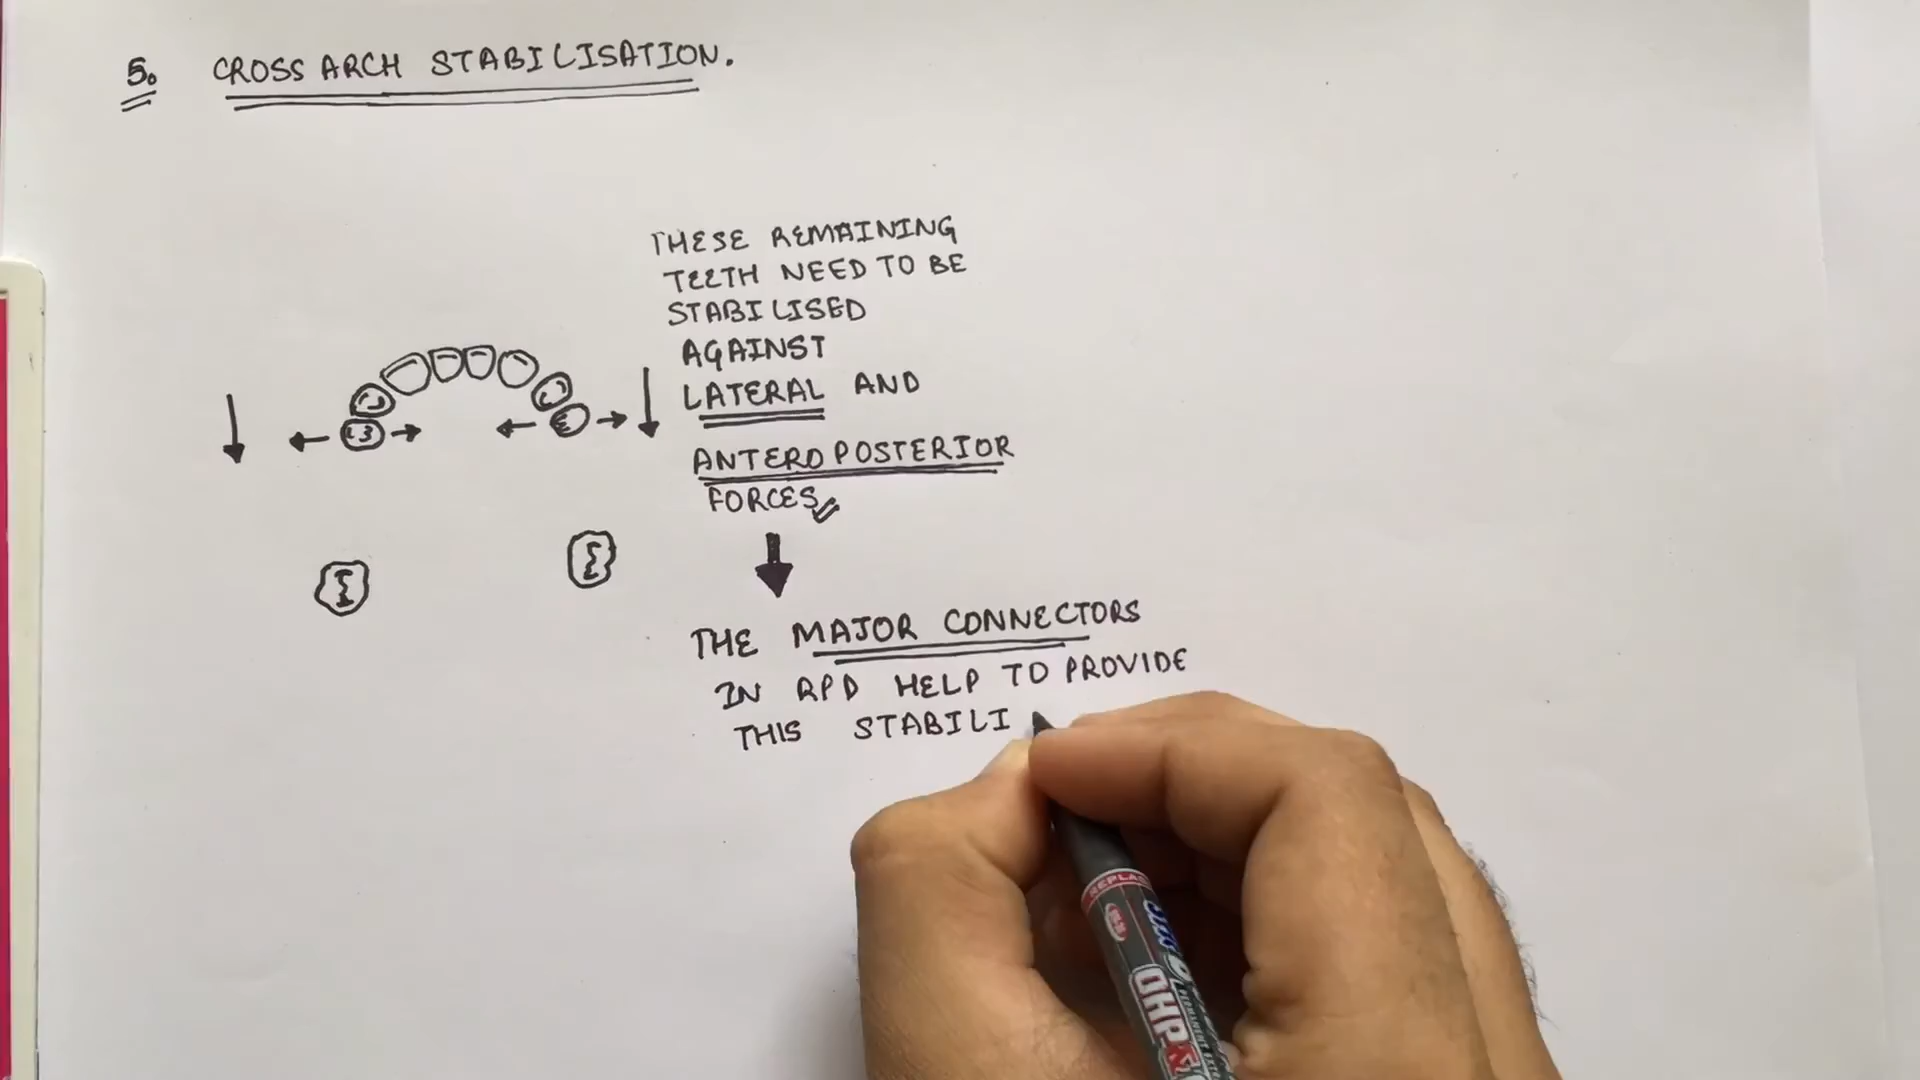 5. CROSS ARCH STABILISATION.
THESE REMAINING
TEETH NEED TO BE
STABILISED
AGAINST
LATERAL AND
ANTEROPOSTERIOR
FORCES
THE MAJOR CONNECTORS
IN RPD HELP TO PROVIDE
THIS STABILI
OHP